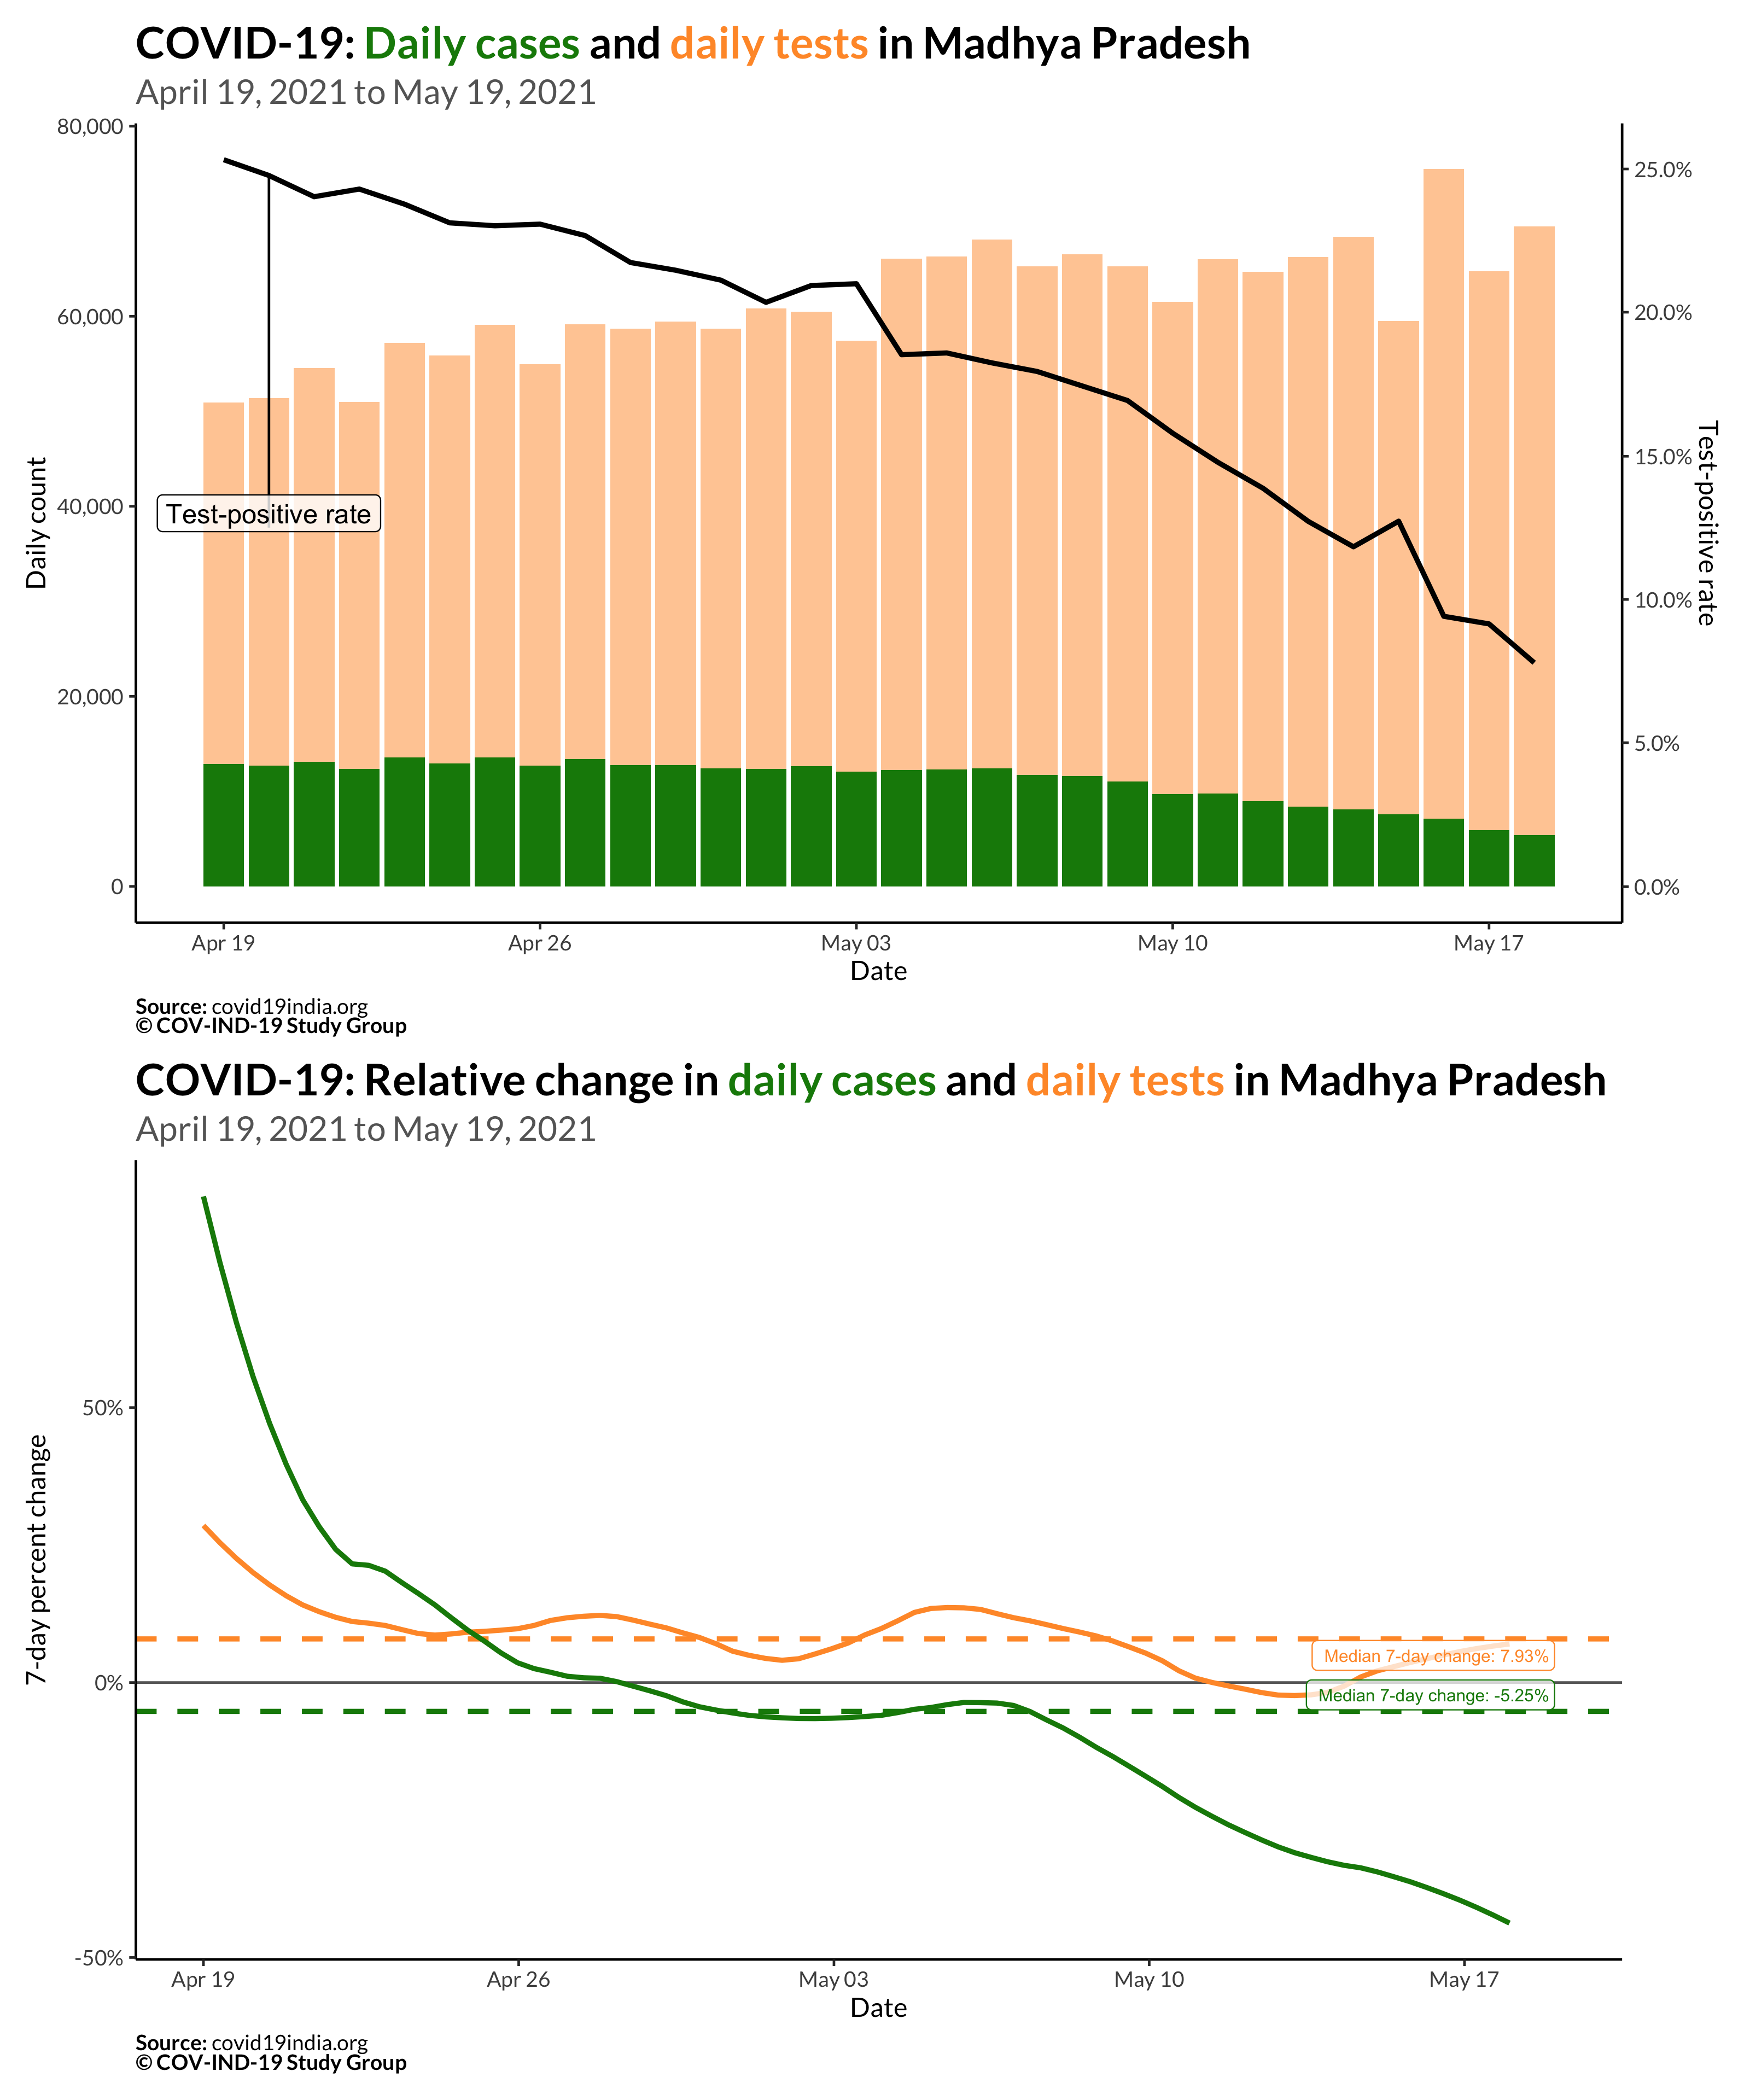 COVID-19: Daily cases and daily tests in Madhya Pradesh
April 19, 2021 to May 19, 2021
80,000
60,000
40,000
20,000
0
Daily count
25.0%
20.0%
15.0%
10.0%
5.0%
0.0%
Test-positive rate
Test-positive rate
Apr 19
Apr 26
May 03
May 10
May 17
Date
Source: covid19india.org
© COV-IND-19 Study Group
COVID-19: Relative change in daily cases and daily tests in Madhya Pradesh
April 19, 2021 to May 19, 2021
50%
0%
-50%
7-day percent change
Median 7-day change: 7.93%
Median 7-day change: -5.25%
Apr 19
Apr 26
May 03
May 10
May 17
Date
Source: covid19india.org
© COV-IND-19 Study Group